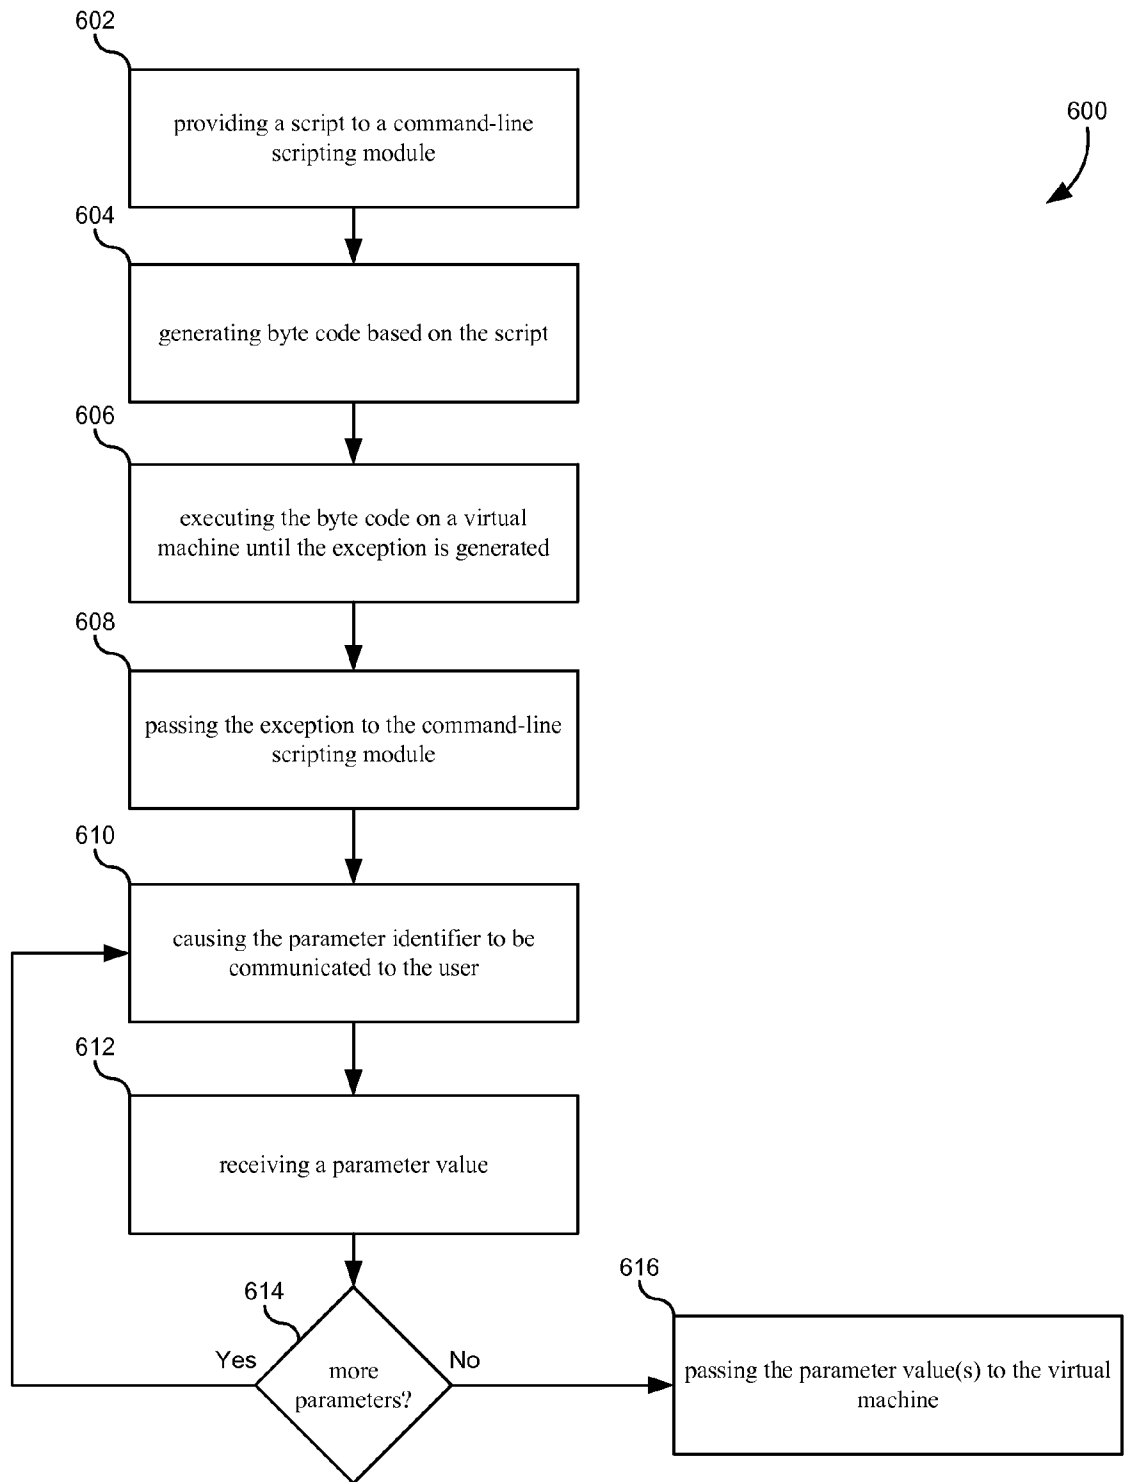 602
providing a script to a command-line
scripting module
600
604
generating byte code based on the script
606
executing the byte code on a virtual
machine until the exception is generated
608
passing the exception to the command-line
scripting module
610
causing the parameter identifier to be
communicated to the user
612
receiving a parameter value
614
Yes
more
parameters?
No
616
passing the parameter value(s) to the virtual
machine